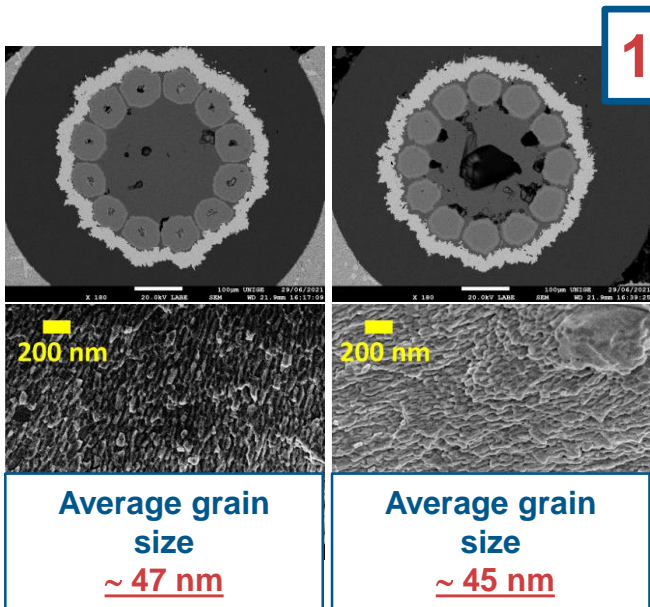 1
100µm UNIGE 29/06/2021
X 180 20.0kV LABE SEM WD 21.9mm 16:17:09
100µm UNIGE 29/06/2021
X 180 20.0kV LABE SEM WD 21.9mm 16:39:25
200 nm
200 nm
Average grain
size
~ 47 nm
Average grain
size
~ 45 nm